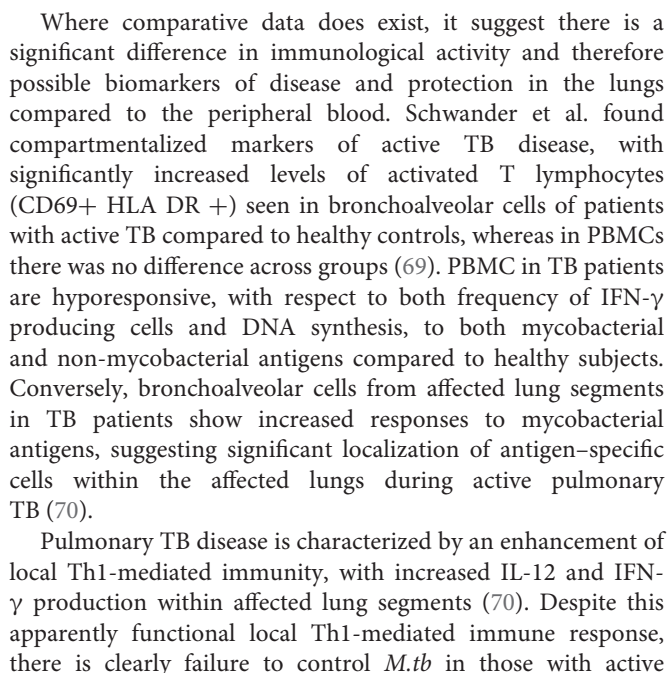 Where comparative data does exist, it suggest there is a
significant difference in immunological activity and therefore
possible biomarkers of disease and protection in the lungs
compared to the peripheral blood. Schwander et al. found
compartmentalized markers of active TB disease, with
significantly increased levels of activated T lymphocytes
(CD69+ HLA DR +) seen in bronchoalveolar cells of patients
with active TB compared to healthy controls, whereas in PBMCs
there was no difference across groups (69). PBMC in TB patients
are hyporesponsive, with respect to both frequency of IFN-γ
producing cells and DNA synthesis, to both mycobacterial
and non-mycobacterial antigens compared to healthy subjects.
Conversely, bronchoalveolar cells from affected lung segments
in TB patients show increased responses to mycobacterial
antigens, suggesting significant localization of antigen–specific
cells within the affected lungs during active pulmonary
TB (70).
Pulmonary TB disease is characterized by an enhancement of
local Th1-mediated immunity, with increased IL-12 and IFN-
γ production within affected lung segments (70). Despite this
apparently functional local Th1-mediated immune response,
there is clearly failure to control M.tb in those with active